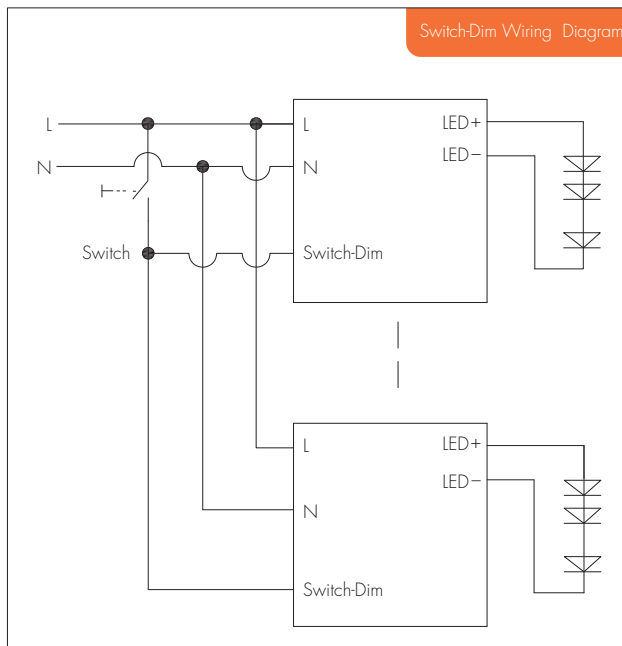 Switch-Dim Wiring Diagram
L
L
LED+
LED-
N
N
Switch
Switch-Dim
L
LED+
LED-
N
Switch-Dim